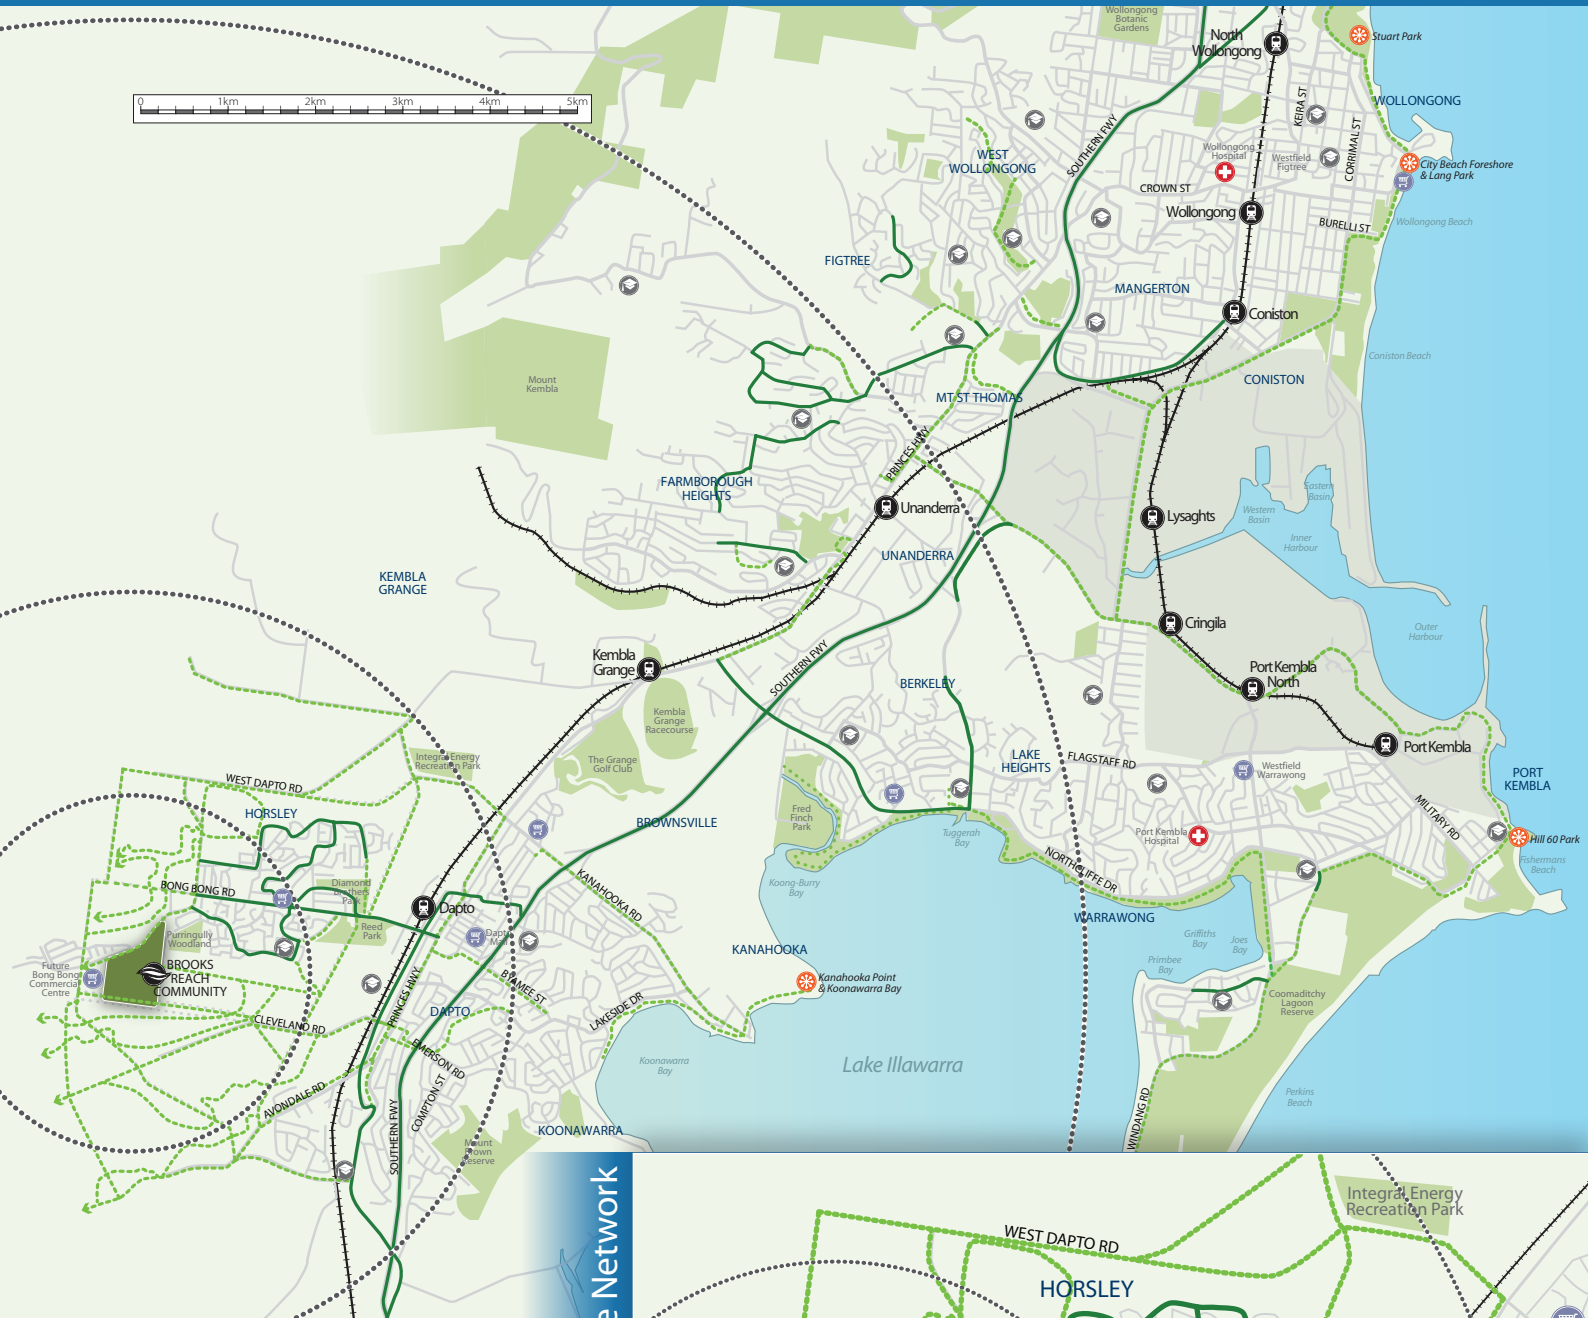 Wollongong
Botanic
Gardens
North
Wollongong
Stuart Park
0 1km 2km 3km 4km 5km
WOLLONGONG
KEIRA ST
CORRIMAL ST
SOUTHERN FWY
WEST
WOLLONGONG
Wollongong
Hospital
Westfield
Figtree
City Beach Foreshore
& Lang Park
CROWN ST
Wollongong
BURELLI ST
Wollongong Beach
FIGTREE
MANGERTON
Coniston
Coniston Beach
CONISTON
Mount
Kembla
MT ST THOMAS
PRINCES HWY
FARMBOROUGH
HEIGHTS
Unanderra
Lysaghts
Eastern
Basin
Western
Basin
Inner
Harbour
UNANDERRA
KEMBLA
GRANGE
Cringila
Outer
Harbour
Kembla
Grange
SOUTHERN FWY
BERKELEY
Port Kembla
North
Kembla
Grange
Racecourse
Port Kembla
Integral Energy
Recreation Park
The Grange
Golf Club
LAKE
HEIGHTS
FLAGSTAFF RD
Westfield
Warrawong
PORT
KEMBLA
WEST DAPTO RD
HORSLEY
BROWNSVILLE
Fred
Finch
Park
Tuggerah
Bay
Port Kembla
Hospital
MILITARY RD
Hill 60 Park
Fishermans
Beach
NORTHCLIFFE DR
Koong-Burry
Bay
KANAHOOKA RD
BONG BONG RD
Diamond
Brothers
Park
Dapto
WARRAWONG
Reed
Park
Dapto
Mall
Purringully
Woodland
Griffiths
Bay
Joes
Bay
KANAHOOKA
Primbee
Bay
Future
Bong Bong
Commercial
Centre
BROOKS
REACH
COMMUNITY
Kanahooka Point
& Koonawarra Bay
BYAMEE ST
PRINCES HWY
DAPTO
LAKESIDE DR
Coomaditchy
Lagoon
Reserve
CLEVELAND RD
EMERSON RD
Koonawarra
Bay
Lake Illawarra
AVONDALE RD
COMPTON ST
SOUTHERN FWY
Perkins
Beach
WINDANG RD
KOONAWARRA
Mount
Brown
Reserve
e Network
Integral Energy
Recreation Park
WEST DAPTO RD
HORSLEY